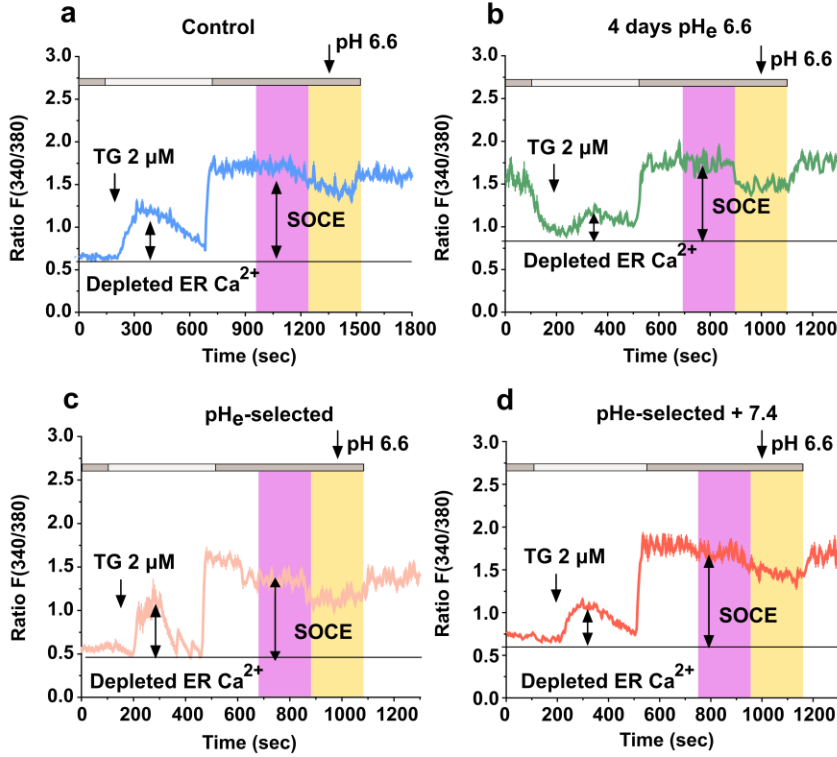 a
Control
pH 6.6
3.0
2.5
2.0
1.5
1.0
0.5
0.0
Ratio F(340/380)
TG 2 µM
SOCE
Depleted ER Ca²⁺
0 300 600 900 1200 1500 1800
Time (sec)
b
4 days pHₑ 6.6
pH 6.6
3.0
2.5
2.0
1.5
1.0
0.5
0.0
Ratio F(340/380)
TG 2 µM
SOCE
Depleted ER Ca²⁺
0 200 400 600 800 1000 1200
Time (sec)
c
pHₑ-selected
pH 6.6
3.0
2.5
2.0
1.5
1.0
0.5
0.0
Ratio F(340/380)
TG 2 µM
SOCE
Depleted ER Ca²⁺
0 200 400 600 800 1000 1200
Time (sec)
d
pHe-selected + 7.4
pH 6.6
3.0
2.5
2.0
1.5
1.0
0.5
0.0
Ratio F(340/380)
TG 2 µM
SOCE
Depleted ER Ca²⁺
0 200 400 600 800 1000 1200
Time (sec)